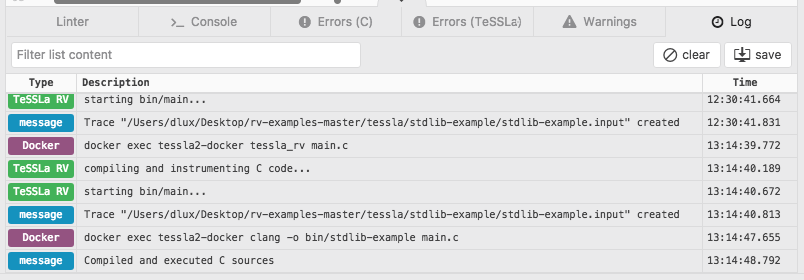 Linter Console Errors (C) Errors (TeSSLa) Warnings Log
Filter list content clear save
Type Description Time
TeSSLa RV starting bin/main... 12:30:41.664
message Trace "/Users/dlux/Desktop/rv-examples-master/tessla/stdlib-example/stdlib-example.input" created 12:30:41.831
Docker docker exec tessla2-docker tessla_rv main.c 13:14:39.772
TeSSLa RV compiling and instrumenting C code... 13:14:40.189
TeSSLa RV starting bin/main... 13:14:40.672
message Trace "/Users/dlux/Desktop/rv-examples-master/tessla/stdlib-example/stdlib-example.input" created 13:14:40.813
Docker docker exec tessla2-docker clang -o bin/stdlib-example main.c 13:14:47.655
message Compiled and executed C sources 13:14:48.792